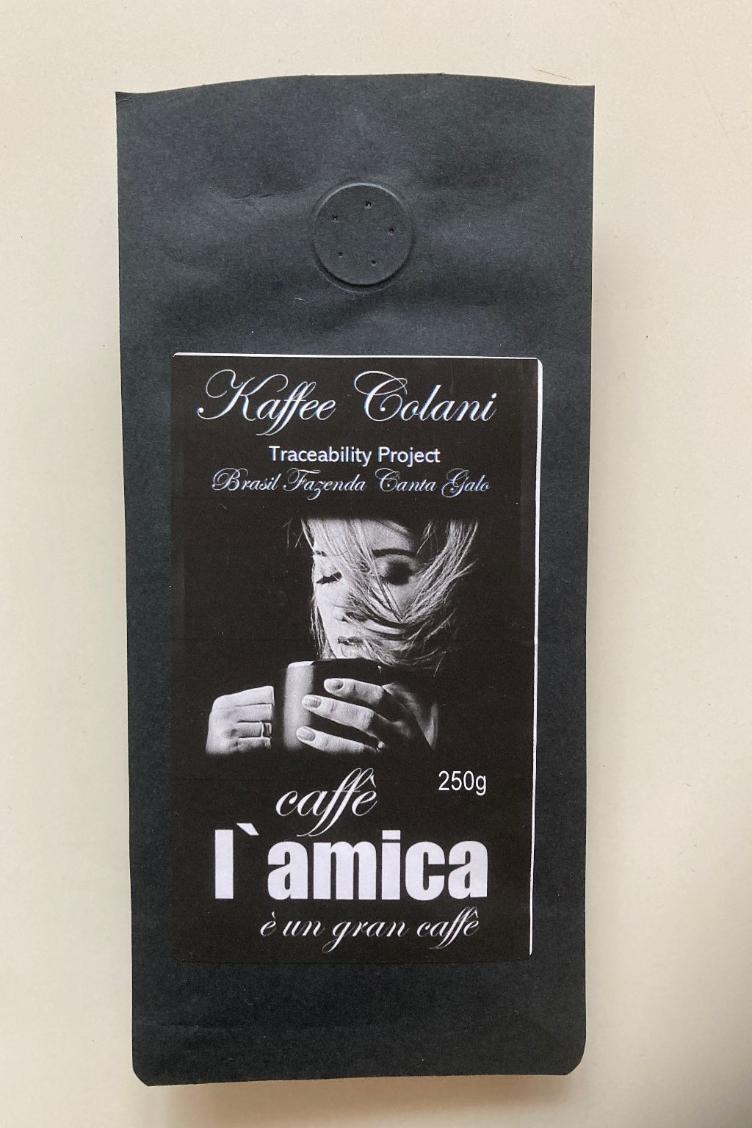 Kaffee Colani
Traceability Project
Brasil Fazenda Canta Galo
250g
caffè
l`amica
è un gran caffè